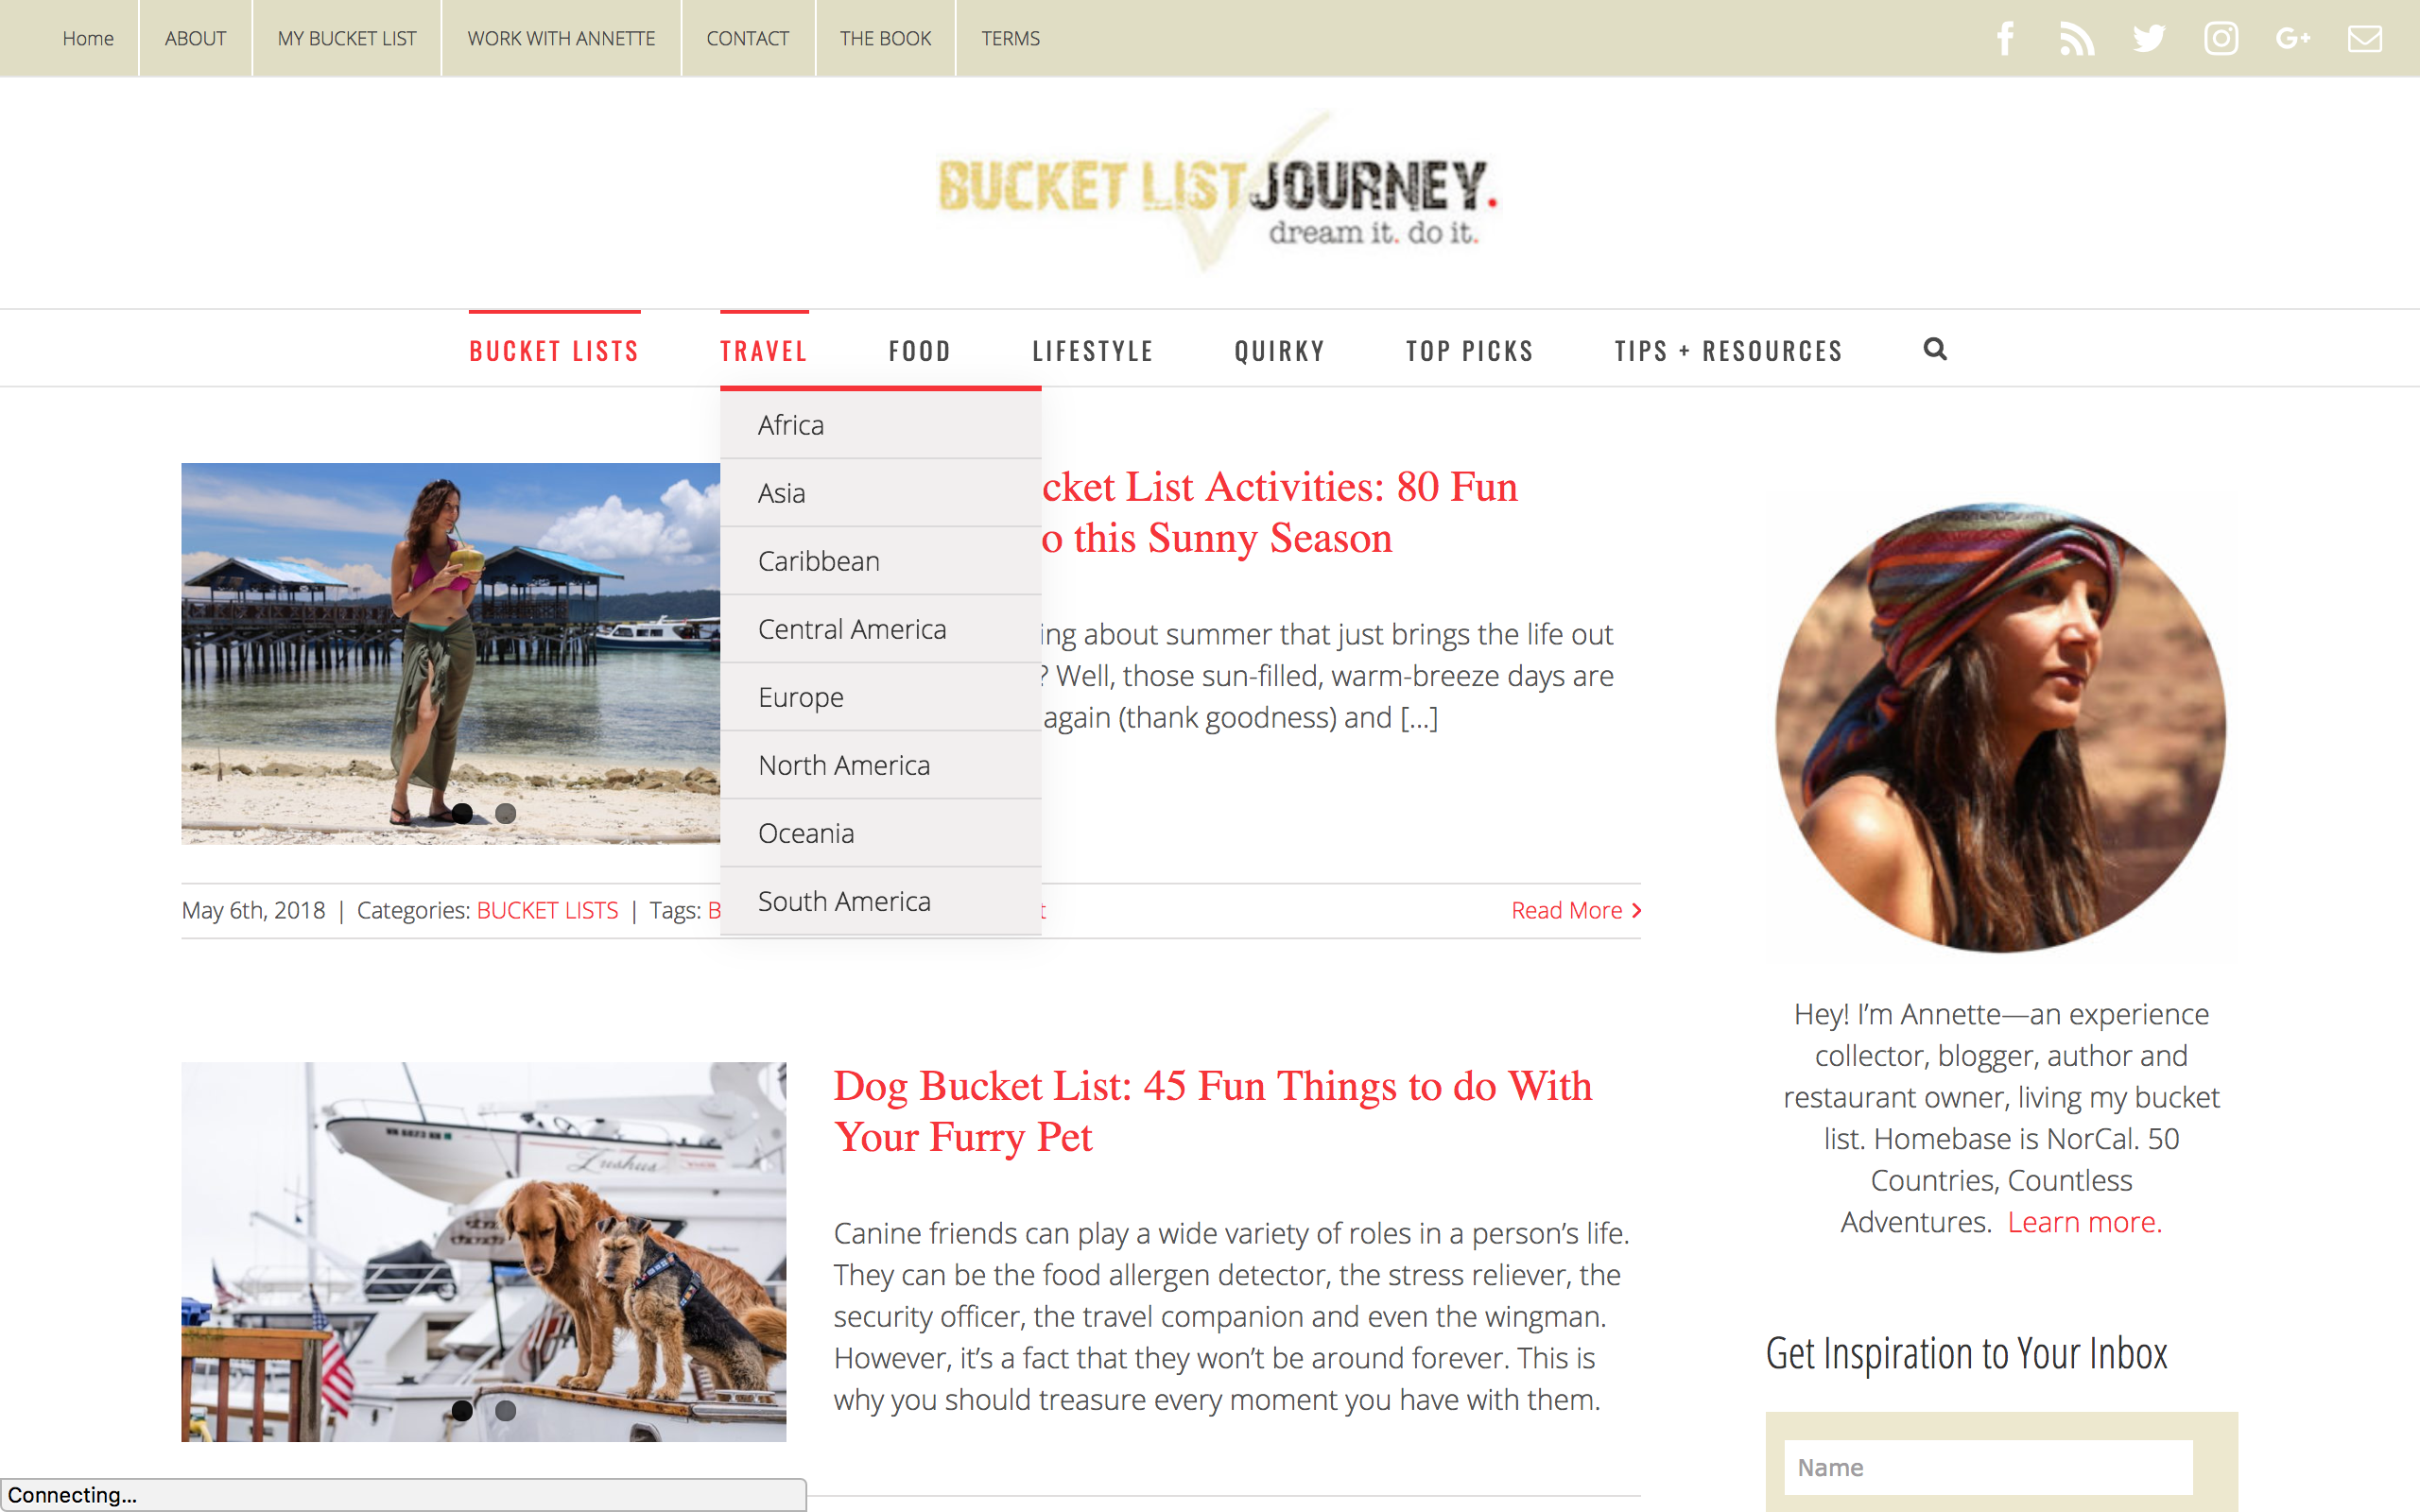 Home
ABOUT
MY BUCKET LIST
WORK WITH ANNETTE
CONTACT
THE BOOK
TERMS
BUCKET LIST JOURNEY.
dream it. do it.
BUCKET LISTS
TRAVEL
FOOD
LIFESTYLE
QUIRKY
TOP PICKS
TIPS + RESOURCES
Africa
Asia
Caribbean
Central America
Europe
North America
Oceania
South America
cket List Activities: 80 Fun
o this Sunny Season
ing about summer that just brings the life out
? Well, those sun-filled, warm-breeze days are
again (thank goodness) and [...]
May 6th, 2018 | Categories: BUCKET LISTS | Tags: B
t
Read More
Dog Bucket List: 45 Fun Things to do With
Your Furry Pet
Canine friends can play a wide variety of roles in a person’s life.
They can be the food allergen detector, the stress reliever, the
security officer, the travel companion and even the wingman.
However, it’s a fact that they won’t be around forever. This is
why you should treasure every moment you have with them.
Lushus
Hey! I’m Annette—an experience
collector, blogger, author and
restaurant owner, living my bucket
list. Homebase is NorCal. 50
Countries, Countless
Adventures. Learn more.
Get Inspiration to Your Inbox
Name
Connecting...